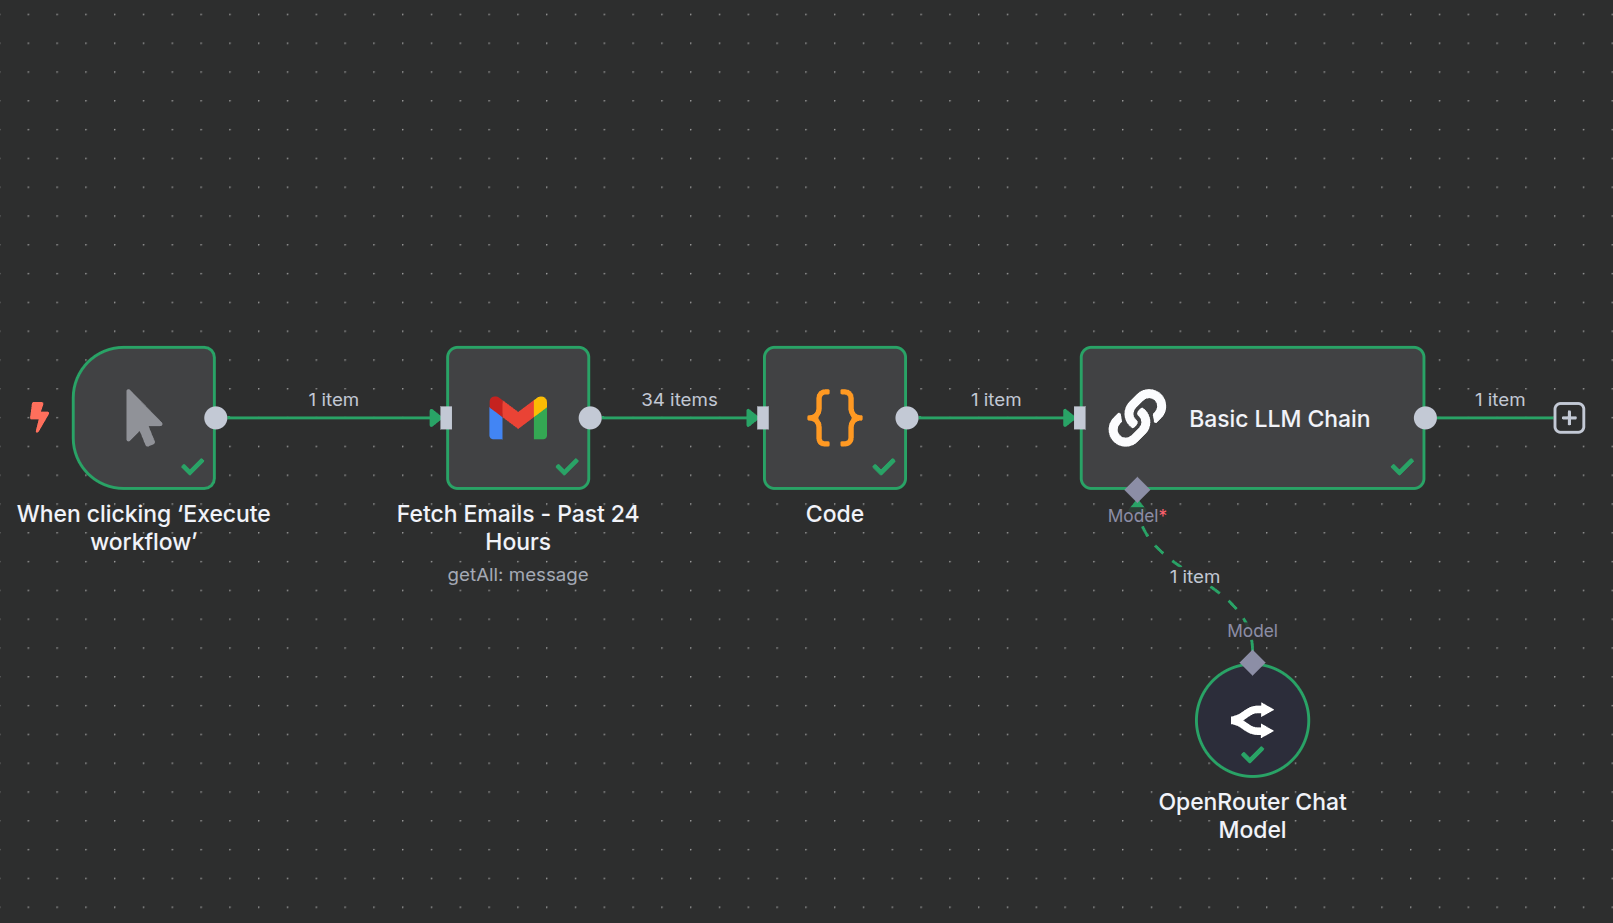 1 item
34 items
1 item
1 item
Basic LLM Chain
When clicking ‘Execute
workflow’
Fetch Emails - Past 24
Hours
getAll: message
Code
Model*
1 item
Model
OpenRouter Chat
Model